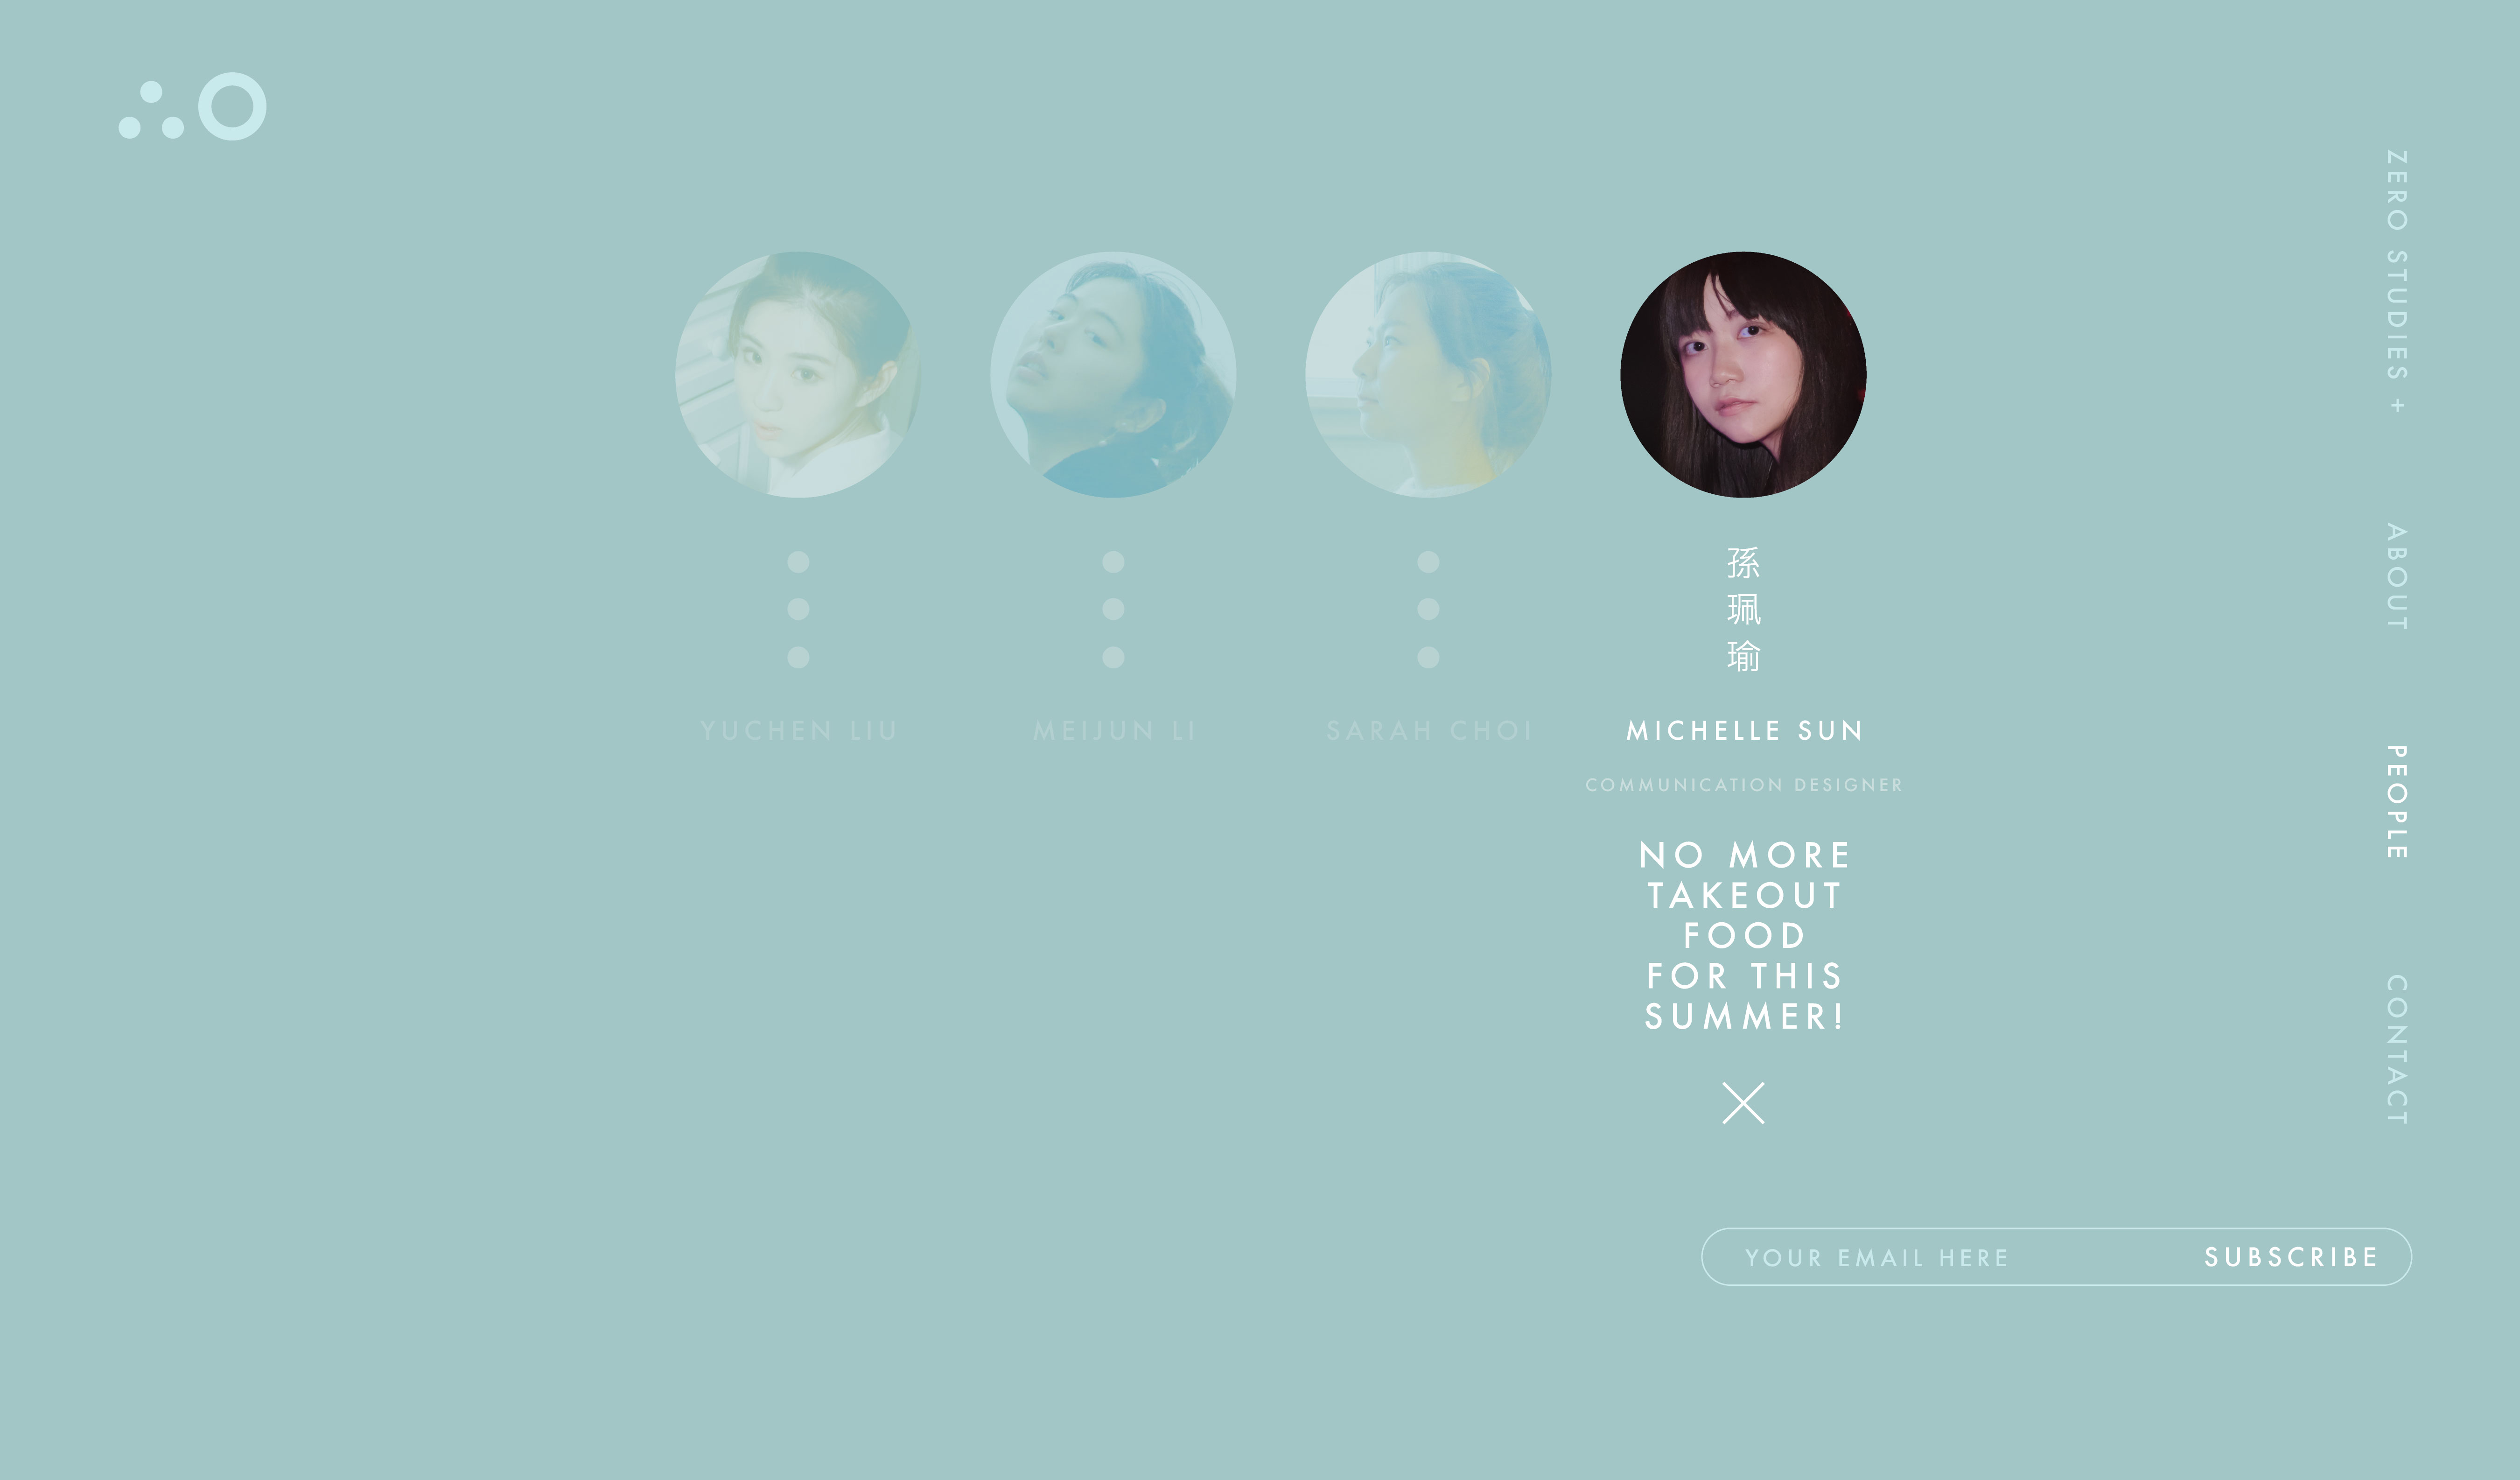 YUCHEN LIU
MEIJUN LI
SARAH CHOI
孫珮瑜
MICHELLE SUN
COMMUNICATION DESIGNER
NO MORE
TAKEOUT
FOOD
FOR THIS
SUMMER!
ZERO STUDIES +
ABOUT
PEOPLE
CONTACT
YOUR EMAIL HERE
SUBSCRIBE